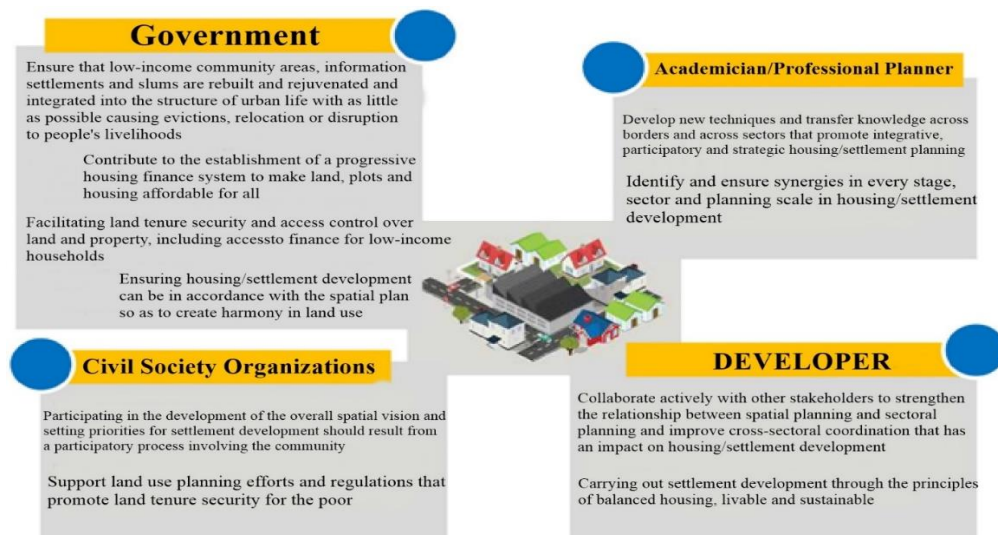 Government
Ensure that low-income community areas, information
settlements and slums are rebuilt and rejuvenated and
integrated into the structure of urban life with as little
as possible causing evictions, relocation or disruption
to people's livelihoods
Contribute to the establishment of a progressive
housing finance system to make land, plots and
housing affordable for all
Facilitating land tenure security and access control over
land and property, including accessto finance for low-income
households
Ensuring housing/settlement development
can be in accordance with the spatial plan
so as to create harmony in land use
Academician/Professional Planner
Develop new techniques and transfer knowledge across
borders and across sectors that promote integrative,
participatory and strategic housing/settlement planning
Identify and ensure synergies in every stage,
sector and planning scale in housing/settlement
development
Civil Society Organizations
Participating in the development of the overall spatial vision and
setting priorities for settlement development should result from
a participatory process involving the community
Support land use planning efforts and regulations that
promote land tenure security for the poor
DEVELOPER
Collaborate actively with other stakeholders to strengthen
the relationship between spatial planning and sectoral
planning and improve cross-sectoral coordination that has
an impact on housing/settlement development
Carrying out settlement development through the principles
of balanced housing, livable and sustainable